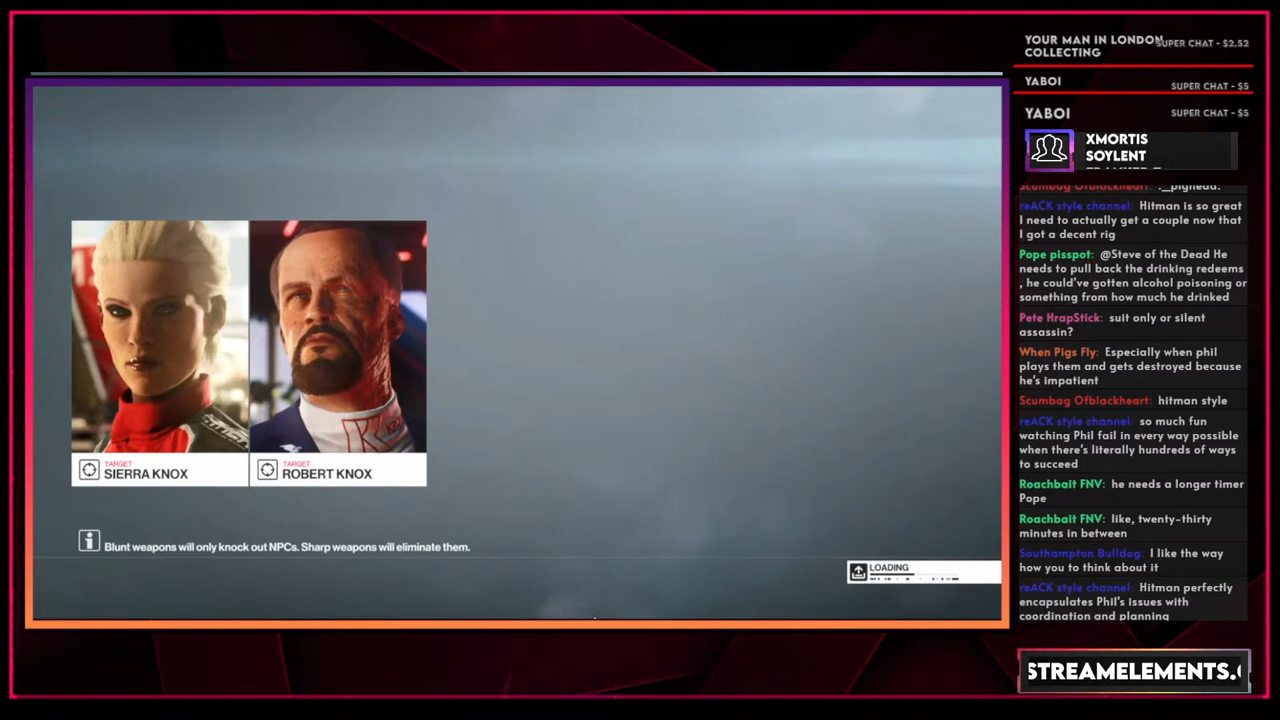 YOUR MAN IN LONDON
COLLECTING
SUPER CHAT - $2.52
YABOI
SUPER CHAT - $5
YABOI
SUPER CHAT - $5
XMORTIS
SOYLENT
Scumbag Ofblackheart: :_pighead:
reACK style channel: Hitman is so great
I need to actually get a couple now that
I got a decent rig
Pope pisspot: @Steve of the Dead He
needs to pull back the drinking redeems
, he could've gotten alcohol poisoning or
something from how much he drinked
Pete HrapStick: suit only or silent
assassin?
When Pigs Fly: Especially when phil
plays them and gets destroyed because
he's impatient
Scumbag Ofblackheart: hitman style
reACK style channel: so much fun
watching Phil fail in every way possible
when there's literally hundreds of ways
to succeed
Roachbait FNV: he needs a longer timer
Pope
Roachbait FNV: like, twenty-thirty
minutes in between
Southampton Bulldog: I like the way
how you to think about it
reACK style channel: Hitman perfectly
encapsulates Phil's issues with
coordination and planning
STREAMELEMENTS.
TARGET
SIERRA KNOX
TARGET
ROBERT KNOX
Blunt weapons will only knock out NPCs. Sharp weapons will eliminate them.
LOADING